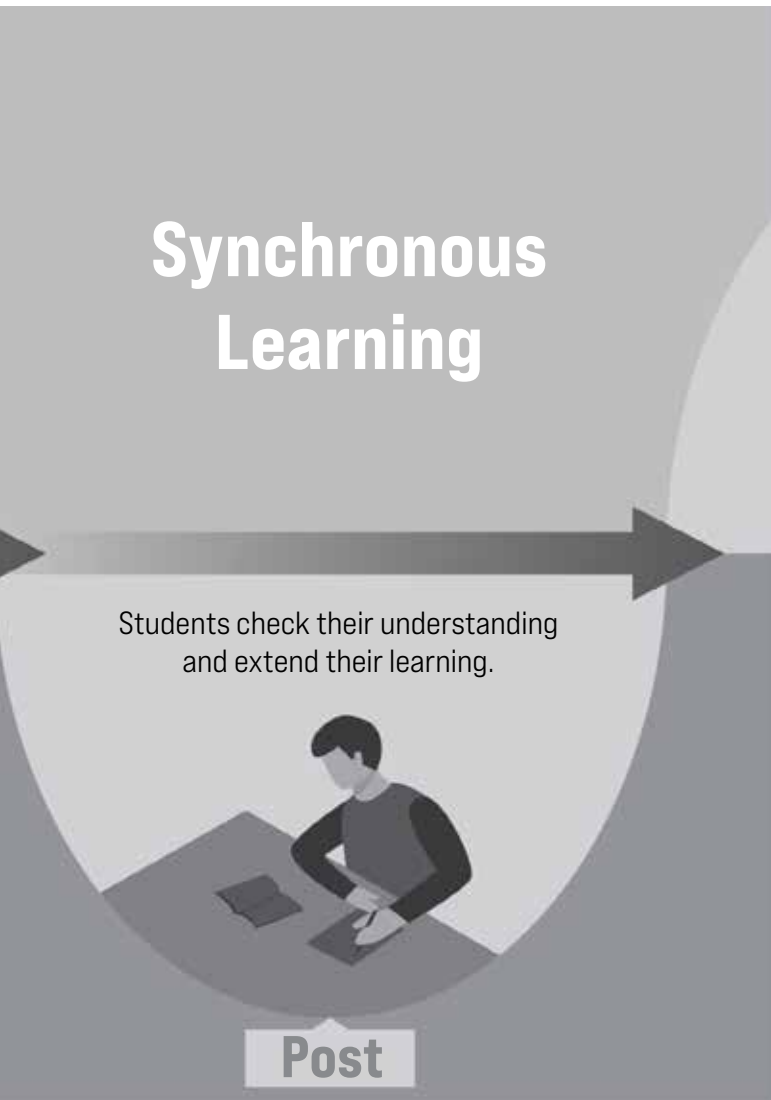 Synchronous
Learning
Students check their understanding
and extend their learning.
Post